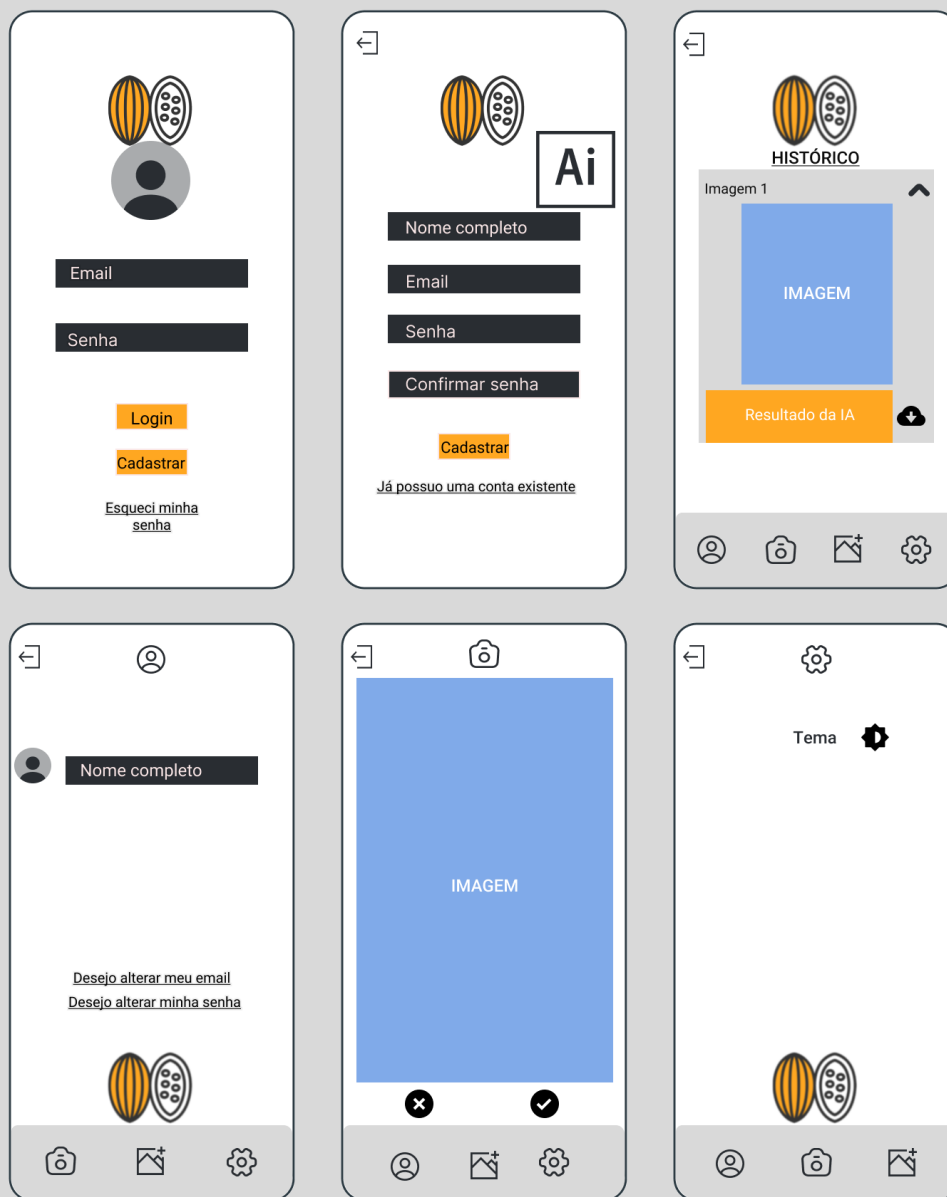 Email
Senha
Login
Cadastrar
Esqueci minha
senha
Ai
Nome completo
Email
Senha
Confirmar senha
Cadastrar
Já possuo uma conta existente
HISTÓRICO
Imagem 1
IMAGEM
Resultado da IA
Nome completo
Desejo alterar meu email
Desejo alterar minha senha
IMAGEM
Tema